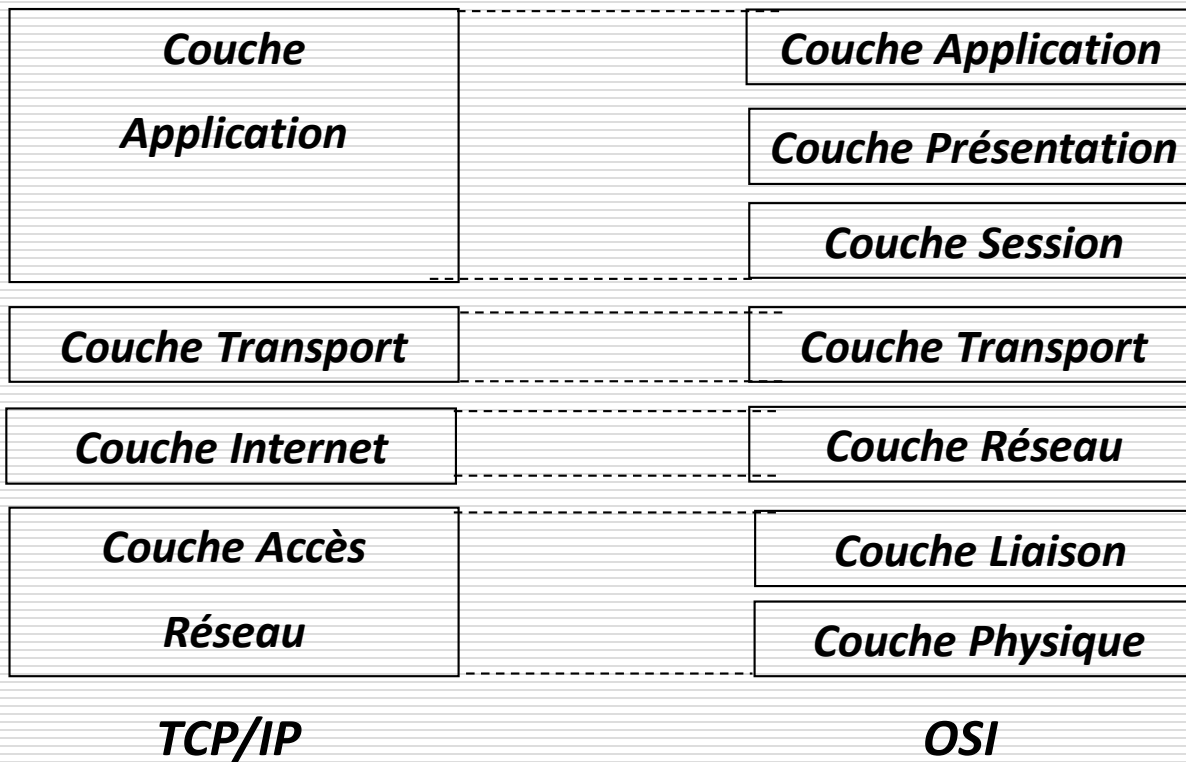 Couche
Application
Couche Transport
Couche Internet
Couche Accès
Réseau
TCP/IP
Couche Application
Couche Présentation
Couche Session
Couche Transport
Couche Réseau
Couche Liaison
Couche Physique
OSI